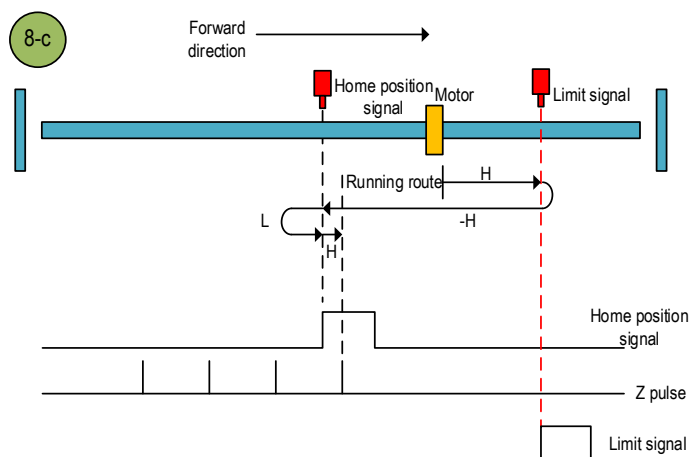 8-c
Forward
direction
Home position
signal
Motor
Limit signal
Running route
H
L
-H
H
Home position
signal
Z pulse
Limit signal